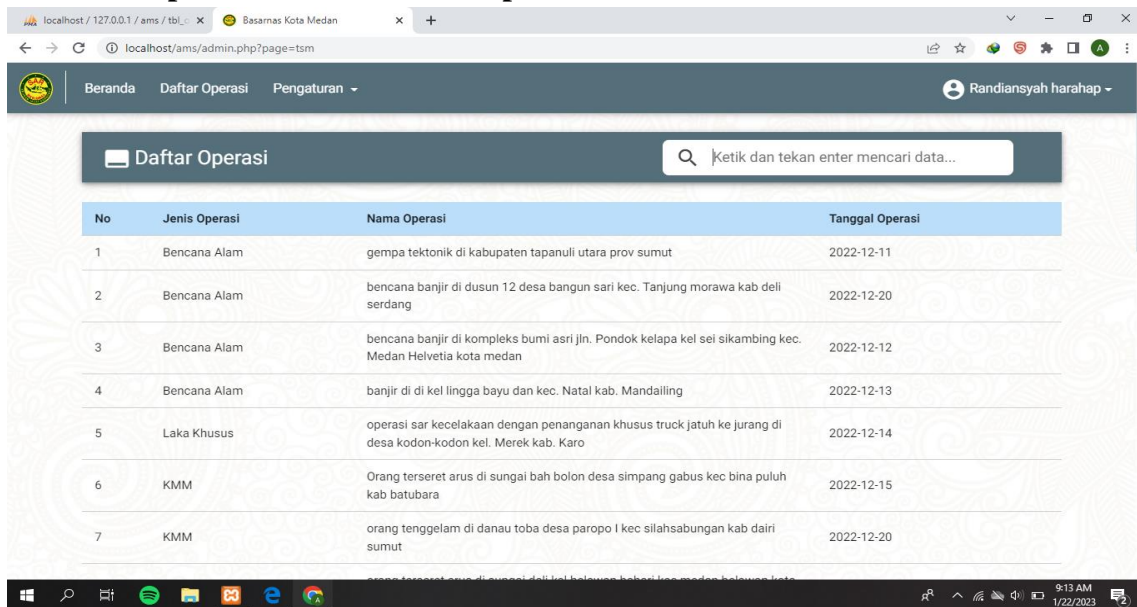 localhost / 127.0.0.1 / ams / tbl_
Basarnas Kota Medan
localhost/ams/admin.php?page=tsm
Beranda Daftar Operasi Pengaturan
Randiansyah harahap
Daftar Operasi
Ketik dan tekan enter mencari data...
No Jenis Operasi Nama Operasi Tanggal Operasi
1 Bencana Alam gempa tektonik di kabupaten tapanuli utara prov sumut 2022-12-11
2 Bencana Alam bencana banjir di dusun 12 desa bangun sari kec. Tanjung morawa kab deli
serdang 2022-12-20
3 Bencana Alam bencana banjir di kompleks bumi asri jln. Pondok kelapa kel sei sikambing kec.
Medan Helvetia kota medan 2022-12-12
4 Bencana Alam banjir di di kel lingga bayu dan kec. Natal kab. Mandailing 2022-12-13
5 Laka Khusus operasi sar kecelakaan dengan penanganan khusus truck jatuh ke jurang di
desa kodon-kodon kel. Merek kab. Karo 2022-12-14
6 KMM Orang terseret arus di sungai bah bolon desa simpang gabus kec bina puluh
kab batubara 2022-12-15
7 KMM orang tenggelam di danau toba desa paropo I kec silahsabungan kab dairi
sumut 2022-12-20
9:13 AM
1/22/2023